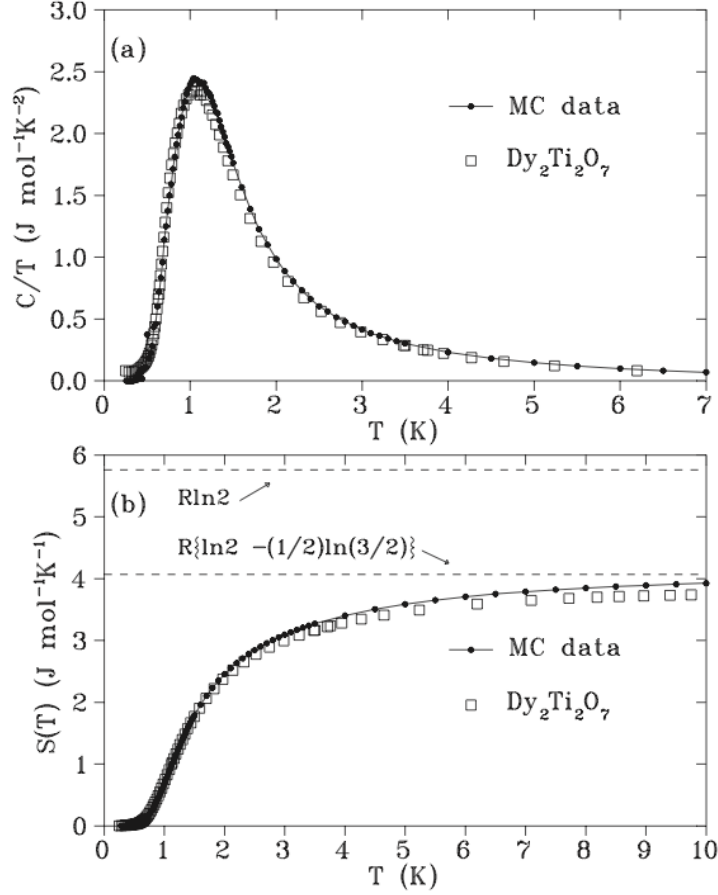 (a)
3.0
2.5
2.0
1.5
1.0
0.5
0.0
C/T (J mol⁻¹K⁻²)
MC data
Dy₂Ti₂O₇
0 1 2 3 4 5 6 7
T (K)
(b)
6
5
4
3
2
1
0
S(T) (J mol⁻¹K⁻¹)
Rln2
R{ln2 -(1/2)ln(3/2)}
MC data
Dy₂Ti₂O₇
0 1 2 3 4 5 6 7 8 9 10
T (K)